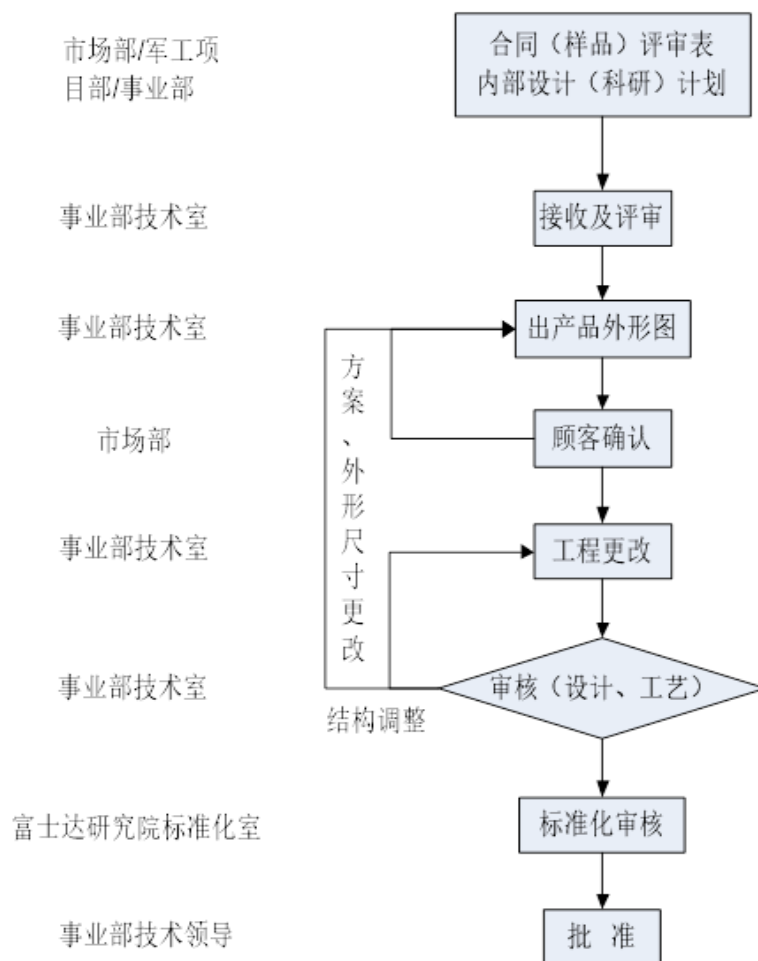 市场部/军工项
目部/事业部
合同（样品）评审表
内部设计（科研）计划
事业部技术室
接收及评审
事业部技术室
出产品外形图
方案、外形尺寸更改
市场部
顾客确认
事业部技术室
工程更改
事业部技术室
审核（设计、工艺）
结构调整
富士达研究院标准化室
标准化审核
事业部技术领导
批 准